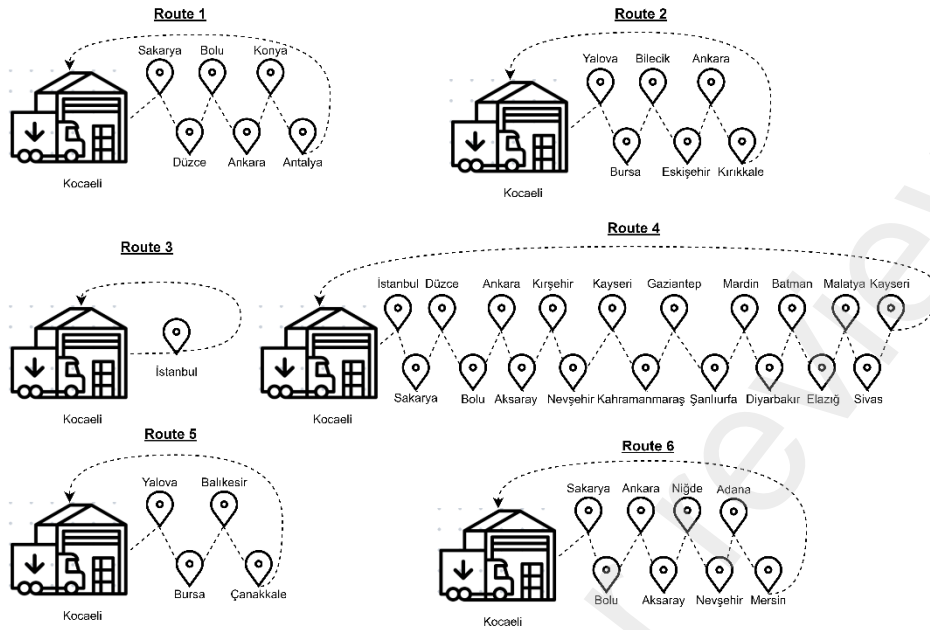 Route 1
Sakarya Bolu Konya
Düzce Ankara Antalya
Kocaeli
Route 2
Yalova Bilecik Ankara
Bursa Eskişehir Kırıkkale
Kocaeli
Route 3
İstanbul
Kocaeli
Route 4
İstanbul Düzce Ankara Kırşehir Kayseri Gaziantep Mardin Batman Malatya Kayseri
Sakarya Bolu Aksaray Nevşehir Kahramanmaraş Şanlıurfa Diyarbakır Elazığ Sivas
Kocaeli
Route 5
Yalova Balıkesir
Bursa Çanakkale
Kocaeli
Route 6
Sakarya Ankara Niğde Adana
Bolu Aksaray Nevşehir Mersin
Kocaeli
review